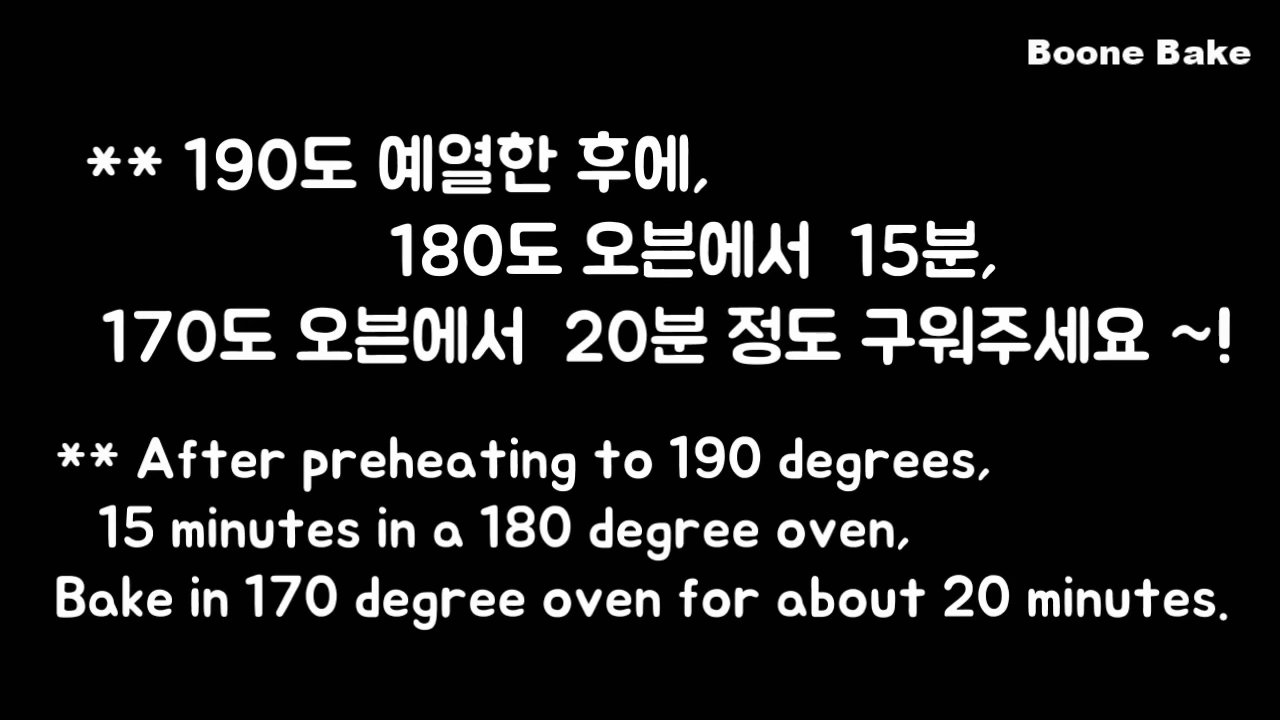 Boone Bake
** 190도 예열한 후에,
180도 오븐에서 15분,
170도 오븐에서 20분 정도 구워주세요 ~!
** After preheating to 190 degrees,
15 minutes in a 180 degree oven,
Bake in 170 degree oven for about 20 minutes.